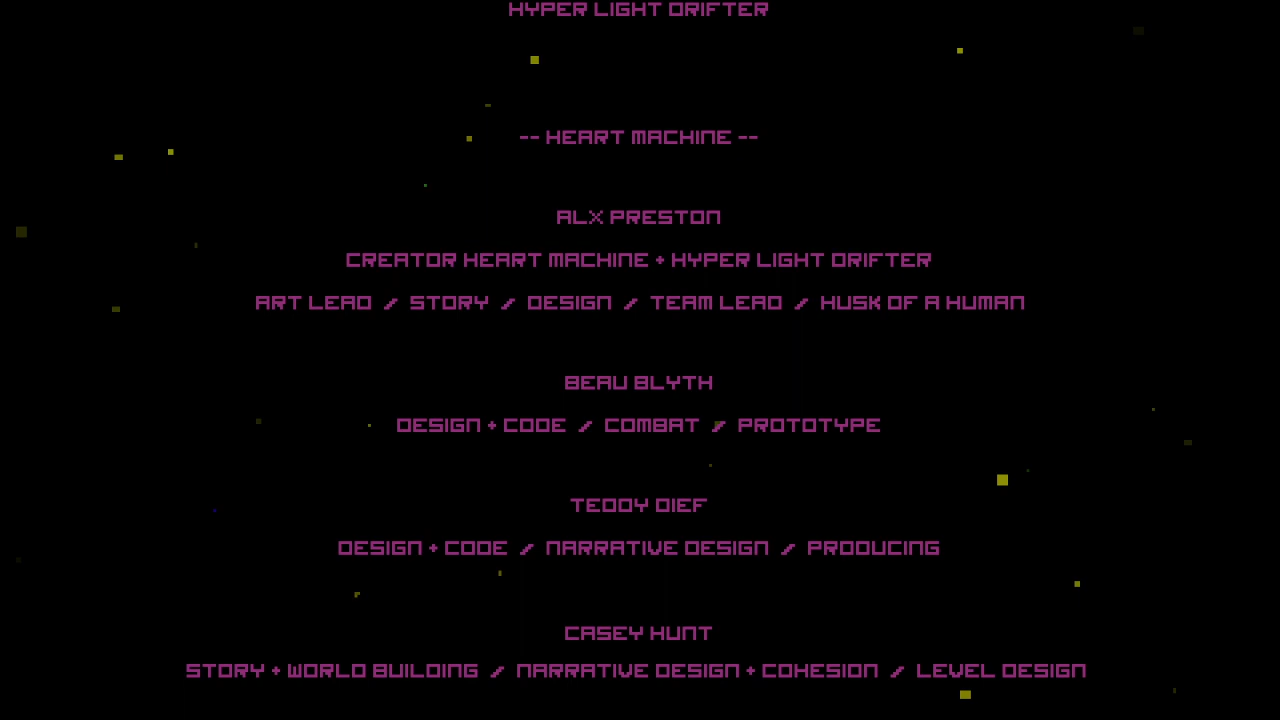 HYPER LIGHT DRIFTER
-- HEART MACHINE --
ALX PRESTON
CREATOR HEART MACHINE + HYPER LIGHT DRIFTER
ART LEAD / STORY / DESIGN / TEAM LEAD / HUSK OF A HUMAN
BEAU BLYTH
DESIGN + CODE / COMBAT / PROTOTYPE
TEDDY DIEF
DESIGN + CODE / NARRATIVE DESIGN / PRODUCING
CASEY HUNT
STORY + WORLD BUILDING / NARRATIVE DESIGN + COHESION / LEVEL DESIGN